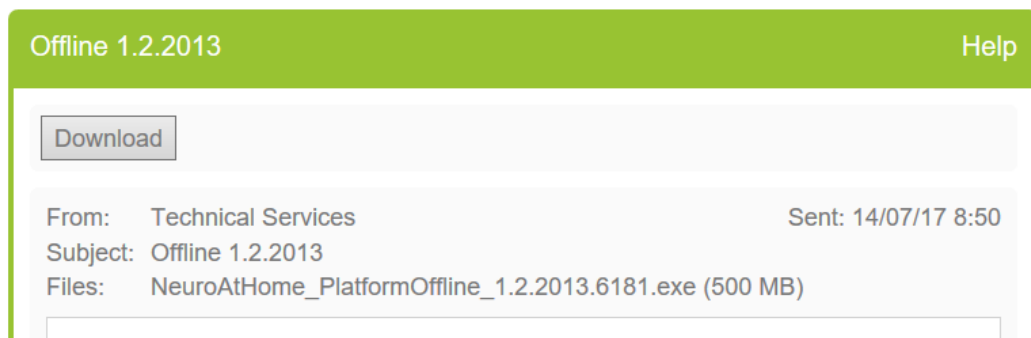 Offline 1.2.2013 Help
Download
From: Technical Services Sent: 14/07/17 8:50
Subject: Offline 1.2.2013
Files: NeuroAtHome_PlatformOffline_1.2.2013.6181.exe (500 MB)